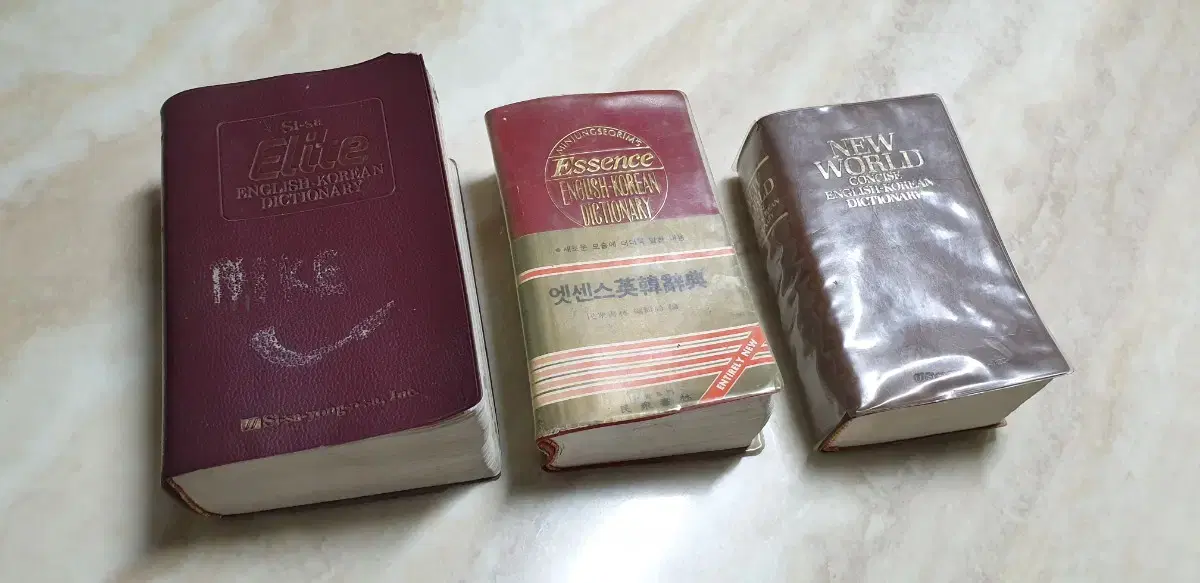 Si-sa
Elite
ENGLISH-KOREAN
DICTIONARY
NIKE
Si-sa-yong-o-sa, Inc.
MINJUNGSEORIM'S
Essence
ENGLISH-KOREAN
DICTIONARY
엣센스英韓辭典
ENTIRELY NEW
NEW
WORLD
CONCISE
ENGLISH-KOREAN
DICTIONARY